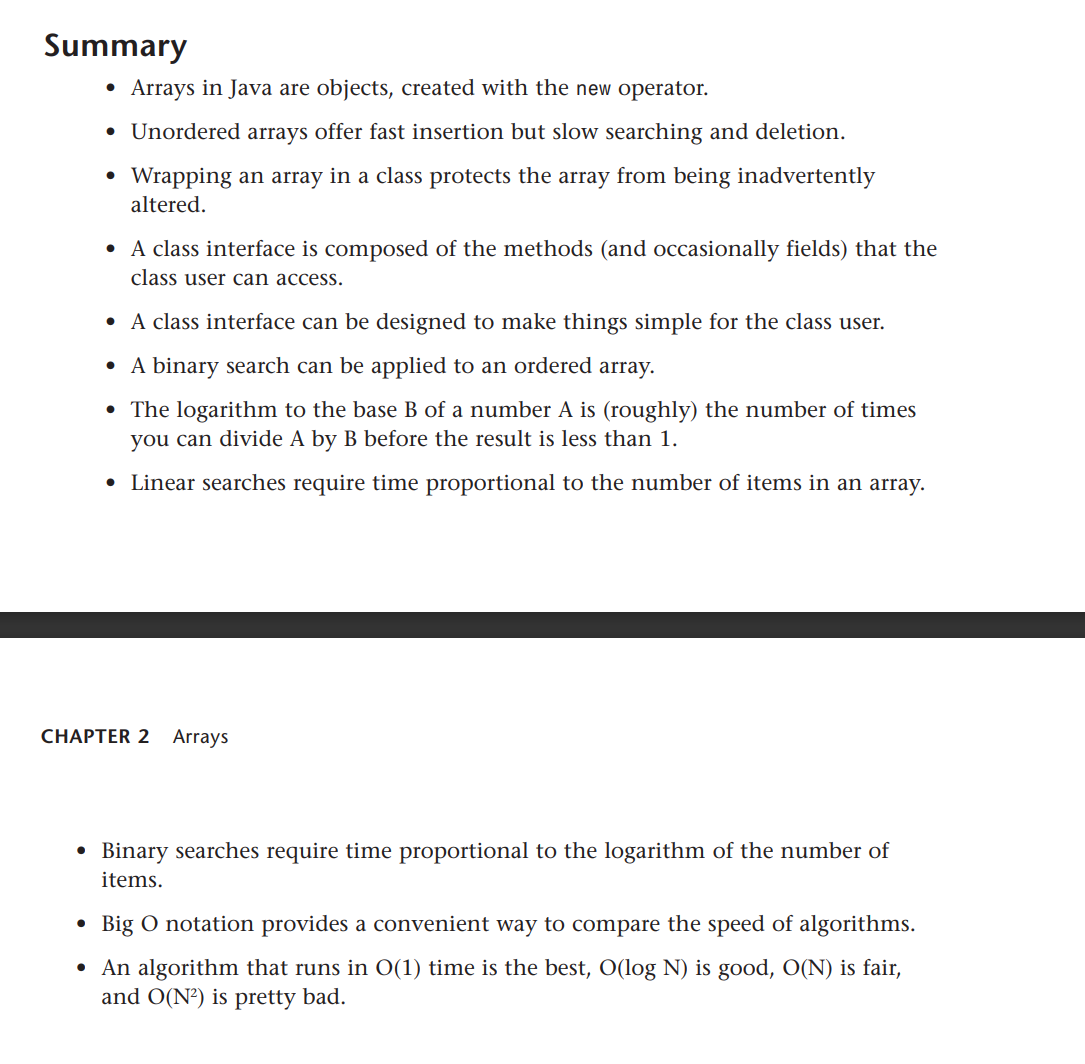 Summary
• Arrays in Java are objects, created with the new operator.
• Unordered arrays offer fast insertion but slow searching and deletion.
• Wrapping an array in a class protects the array from being inadvertently
altered.
• A class interface is composed of the methods (and occasionally fields) that the
class user can access.
• A class interface can be designed to make things simple for the class user.
• A binary search can be applied to an ordered array.
• The logarithm to the base B of a number A is (roughly) the number of times
you can divide A by B before the result is less than 1.
• Linear searches require time proportional to the number of items in an array.
CHAPTER 2 Arrays
• Binary searches require time proportional to the logarithm of the number of
items.
• Big O notation provides a convenient way to compare the speed of algorithms.
• An algorithm that runs in O(1) time is the best, O(log N) is good, O(N) is fair,
and O(N²) is pretty bad.